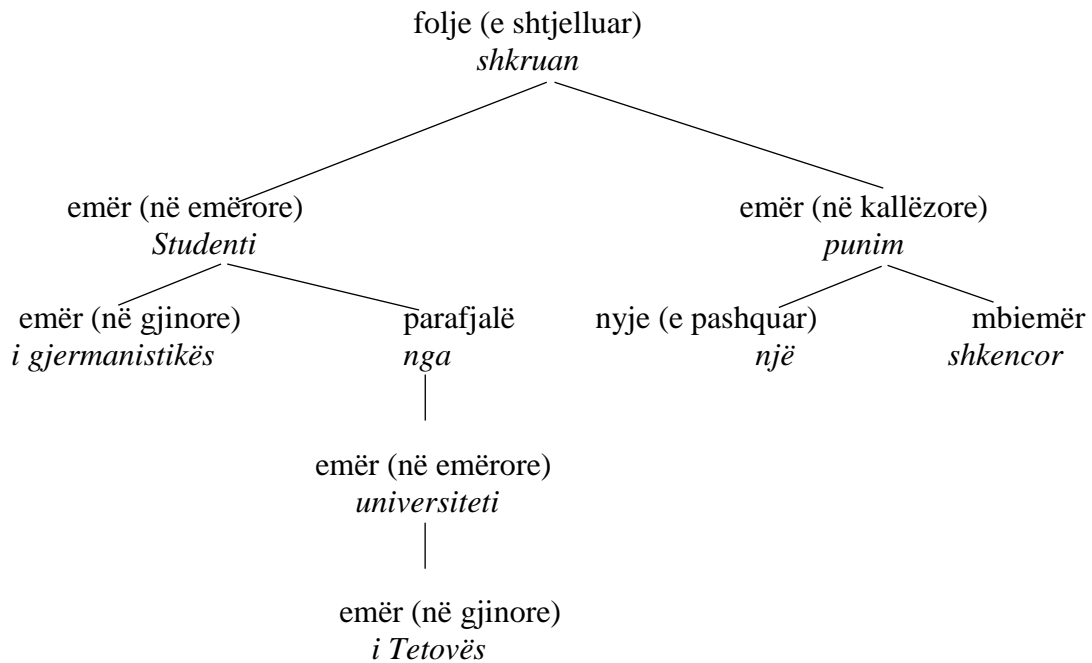 folje (e shtjelluar)
shkruan
emër (në emërore)
Studenti
emër (në kallëzore)
punim
emër (në gjinore)
i gjermanistikës
parafjalë
nga
nyje (e pashquar)
një
mbiemër
shkencor
emër (në emërore)
universiteti
emër (në gjinore)
i Tetovës